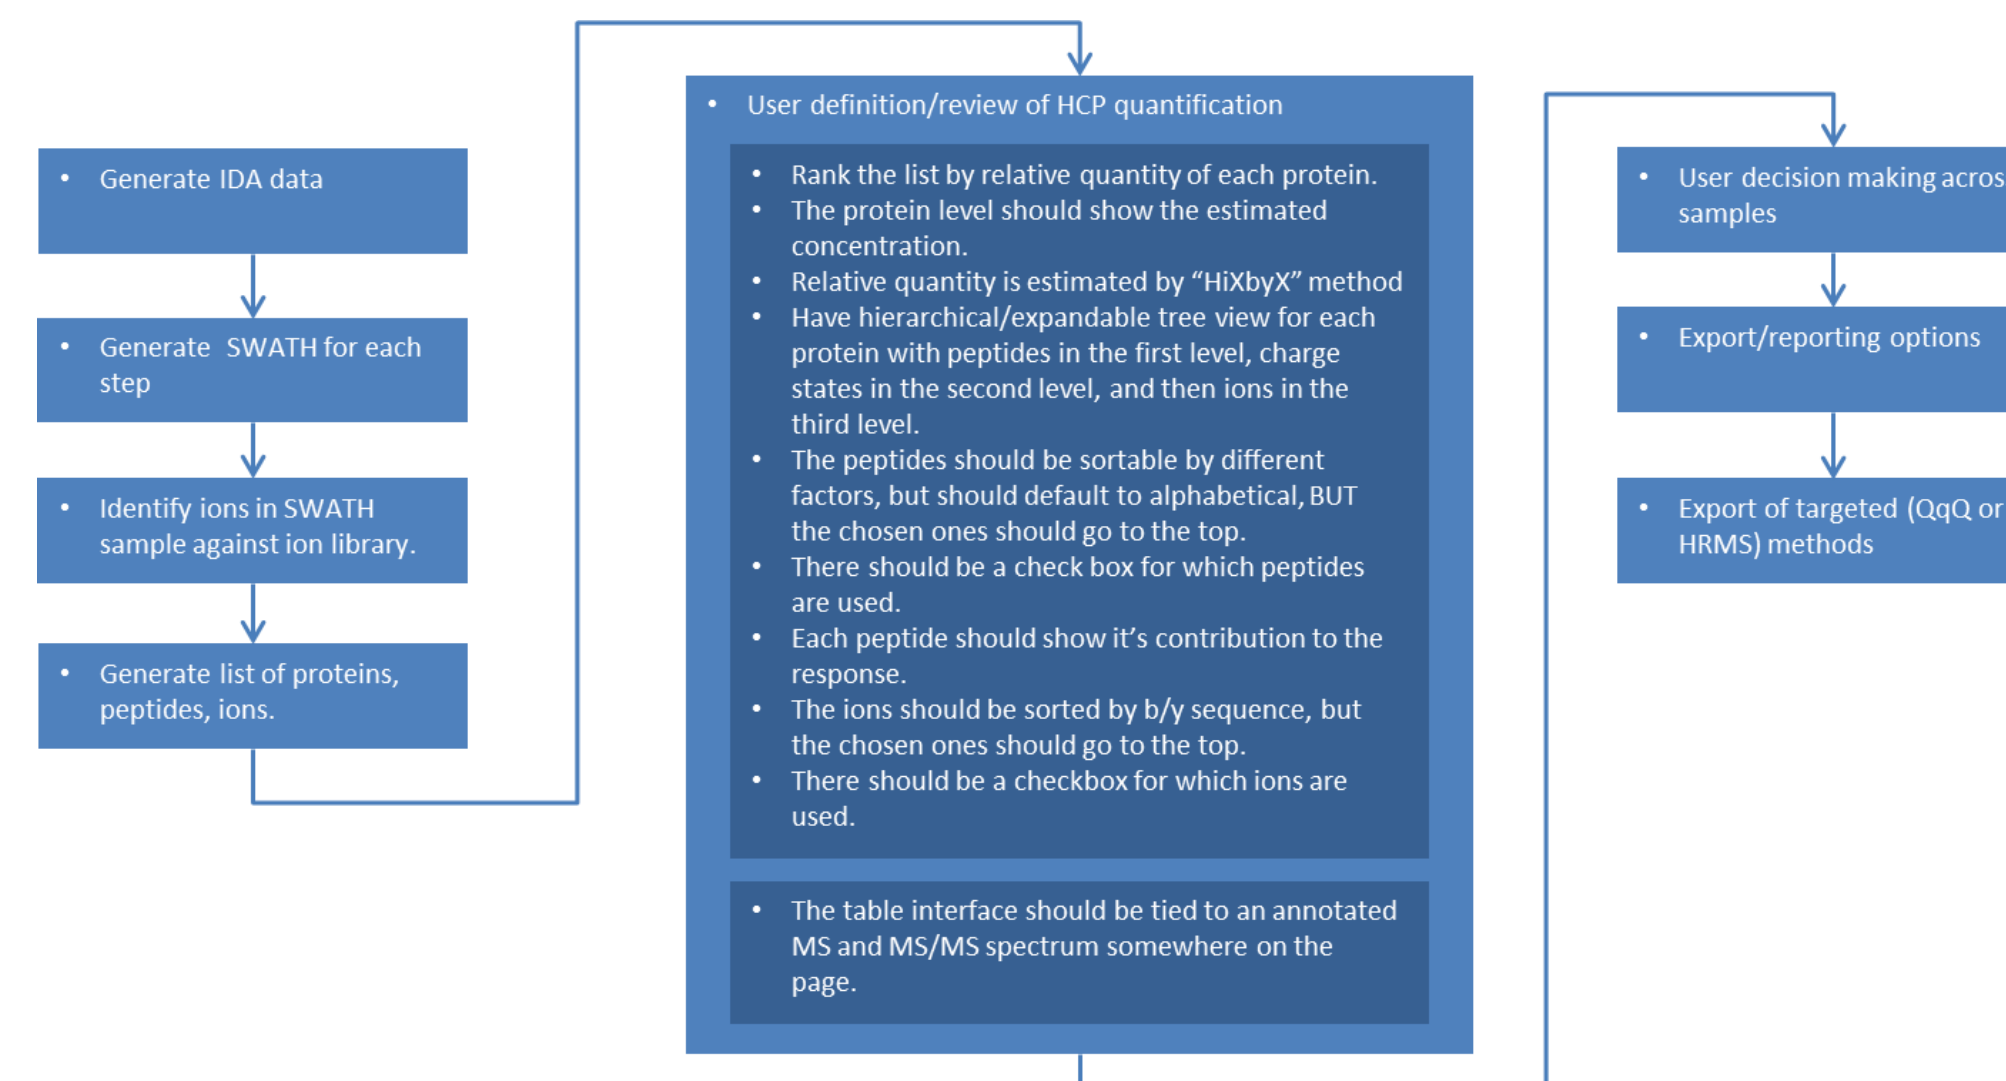 • Generate IDA data
• Generate SWATH for each
step
• Identify ions in SWATH
sample against ion library.
• Generate list of proteins,
peptides, ions.
• User definition/review of HCP quantification
• Rank the list by relative quantity of each protein.
• The protein level should show the estimated
concentration.
• Relative quantity is estimated by “HiXbyX” method
• Have hierarchical/expandable tree view for each
protein with peptides in the first level, charge
states in the second level, and then ions in the
third level.
• The peptides should be sortable by different
factors, but should default to alphabetical, BUT
the chosen ones should go to the top.
• There should be a check box for which peptides
are used.
• Each peptide should show it’s contribution to the
response.
• The ions should be sorted by b/y sequence, but
the chosen ones should go to the top.
• There should be a checkbox for which ions are
used.
• The table interface should be tied to an annotated
MS and MS/MS spectrum somewhere on the
page.
• User decision making acros
samples
• Export/reporting options
• Export of targeted (QqQ or
HRMS) methods